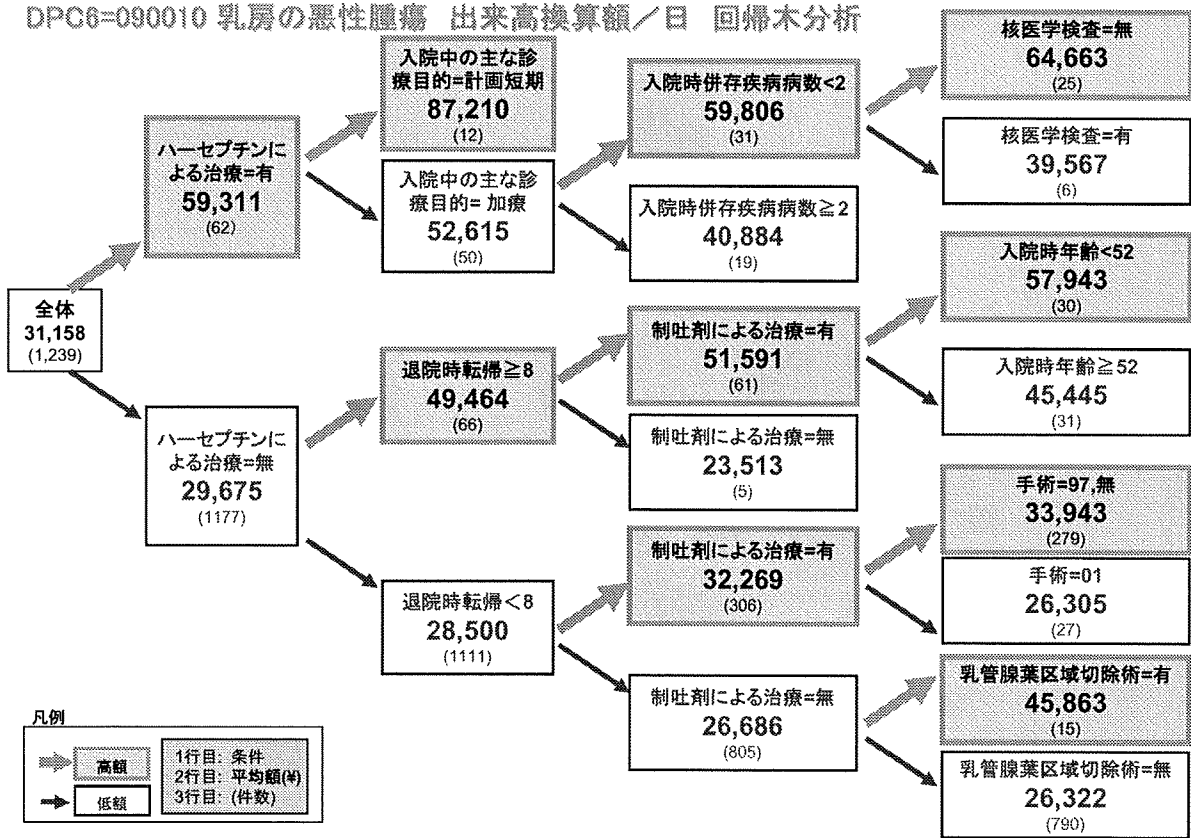 DPC6=090010 乳房の悪性腫瘍 出来高換算額／日 回帰木分析
全体
31,158
(1,239)
ハーセプチンに
よる治療=有
59,311
(62)
ハーセプチンに
よる治療=無
29,675
(1177)
入院中の主な診
療目的=計画短期
87,210
(12)
入院中の主な診
療目的= 加療
52,615
(50)
退院時転帰≧8
49,464
(66)
退院時転帰＜8
28,500
(1111)
入院時併存疾病病数<2
59,806
(31)
入院時併存疾病病数≧2
40,884
(19)
制吐剤による治療=有
51,591
(61)
制吐剤による治療=無
23,513
(5)
制吐剤による治療=有
32,269
(306)
制吐剤による治療=無
26,686
(805)
核医学検査=無
64,663
(25)
核医学検査=有
39,567
(6)
入院時年齢<52
57,943
(30)
入院時年齢≧52
45,445
(31)
手術=97,無
33,943
(279)
手術=01
26,305
(27)
乳管腺葉区域切除術=有
45,863
(15)
乳管腺葉区域切除術=無
26,322
(790)
凡例
高額
低額
1行目: 条件
2行目: 平均額(¥)
3行目: (件数)